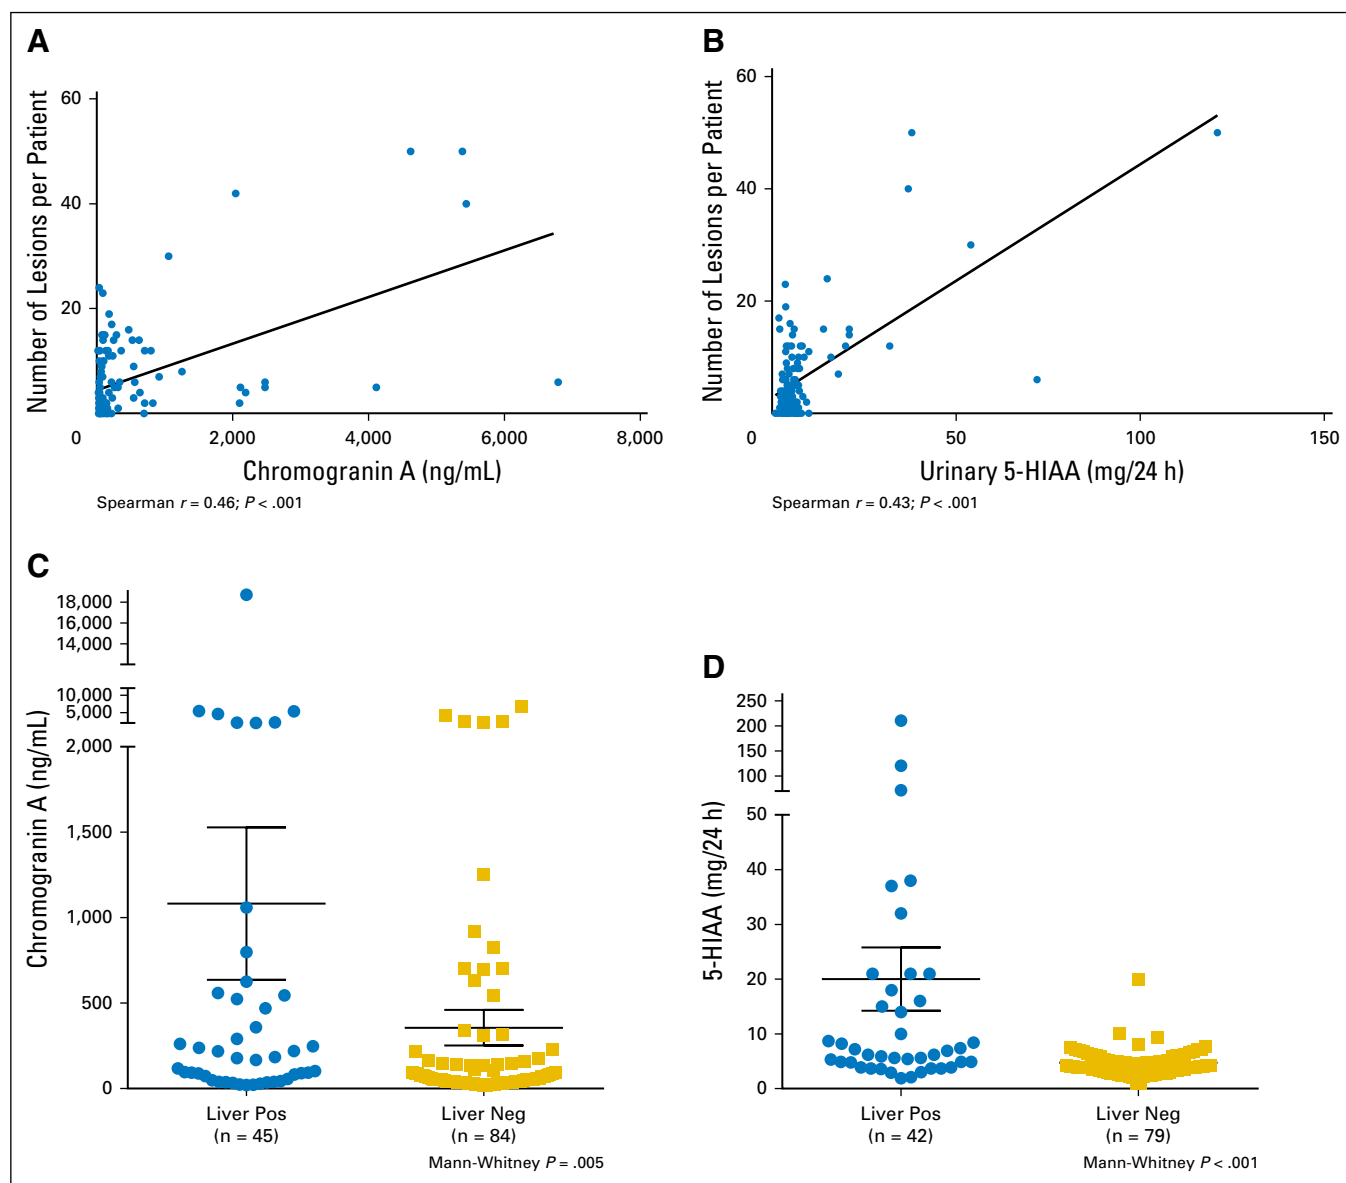 A
Number of Lesions per Patient
60
40
20
0
2,000
4,000
6,000
8,000
Chromogranin A (ng/mL)
Spearman r = 0.46; P < .001
B
Number of Lesions per Patient
60
40
20
0
50
100
150
Urinary 5-HIAA (mg/24 h)
Spearman r = 0.43; P < .001
C
Chromogranin A (ng/mL)
18,000
16,000
14,000
10,000
5,000
2,000
1,500
1,000
500
0
Liver Pos
(n = 45)
Liver Neg
(n = 84)
Mann-Whitney P = .005
D
5-HIAA (mg/24 h)
250
200
150
100
50
40
30
20
10
0
Liver Pos
(n = 42)
Liver Neg
(n = 79)
Mann-Whitney P < .001